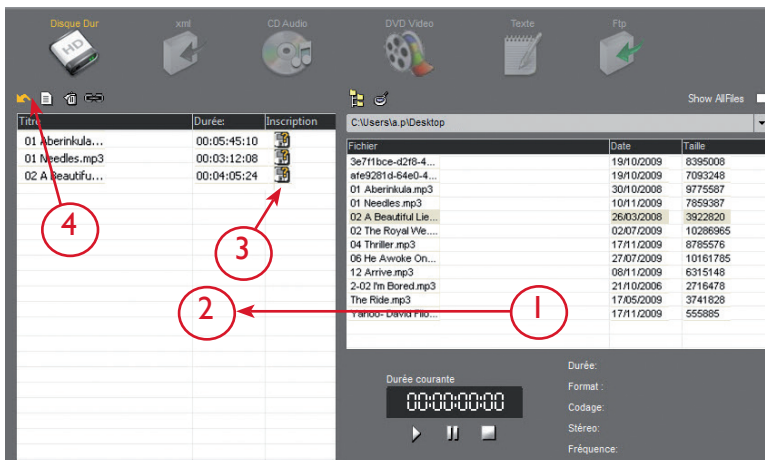 Disque Dur xml CD Audio DVD Video Texte Ftp
HD
Show AllFiles
Titre Durée: Inscription
01 Aberinkula... 00:05:45:10
01 Needles.mp3 00:03:12:08
02 A Beautifu... 00:04:05:24
4
3
2
C:\Users\a.p\Desktop
Fichier Date Taille
3e7f1bce-d2f8-4... 19/10/2009 8395008
afe9281d-64e0-4... 19/10/2009 7093248
01 Aberinkula.mp3 30/10/2008 9775587
01 Needles.mp3 10/11/2009 7859387
02 A Beautiful Lie... 26/03/2008 3922820
02 The Royal We.... 02/07/2009 10286965
04 Thriller.mp3 17/11/2009 8785576
06 He Awoke On... 27/07/2009 10161785
12 Arrive.mp3 08/11/2009 6315148
2-02 I'm Bored.mp3 21/10/2006 2716478
The Ride.mp3 17/05/2009 3741828
Yahoo- David Filo... 17/11/2009 555885
1
Durée courante
00:00:00:00
Durée:
Format :
Codage:
Stéreo:
Fréquence: